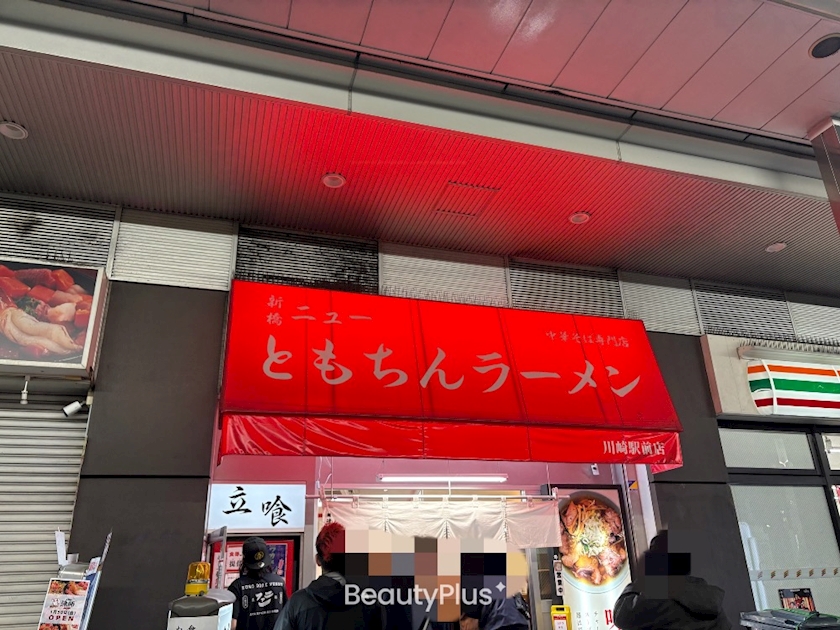 新橋
ニュー
中華そば専門店
ともちんラーメン
川崎駅前店
立喰
OPEN
BeautyPlus